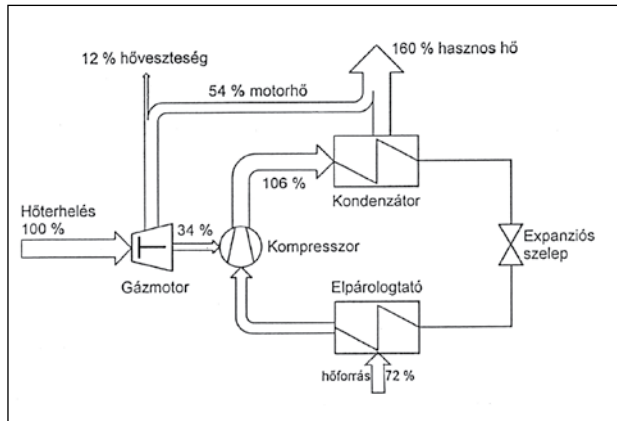 160 % hasznos hő
12 % hőveszteség
54 % motorhő
106 %
Kondenzátor
Hőterhelés
100 %
34 %
Kompresszor
Expanziós
szelep
Gázmotor
Elpárologtató
hőforrás 72 %